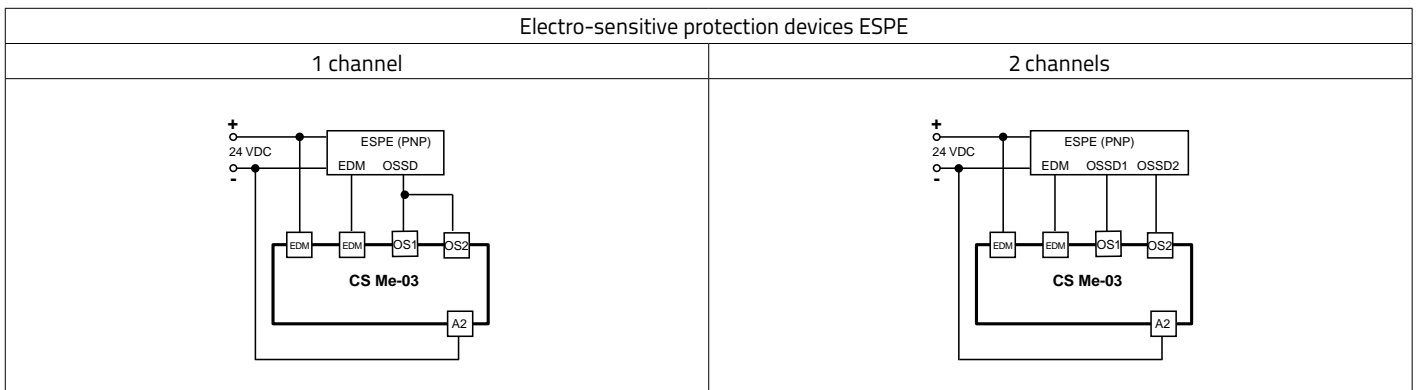 Electro-sensitive protection devices ESPE
1 channel
2 channels
+
24 VDC
-
ESPE (PNP)
EDM OSSD
EDM EDM OS1 OS2
CS Me-03
A2
+
24 VDC
-
ESPE (PNP)
EDM OSSD1 OSSD2
EDM EDM OS1 OS2
CS Me-03
A2